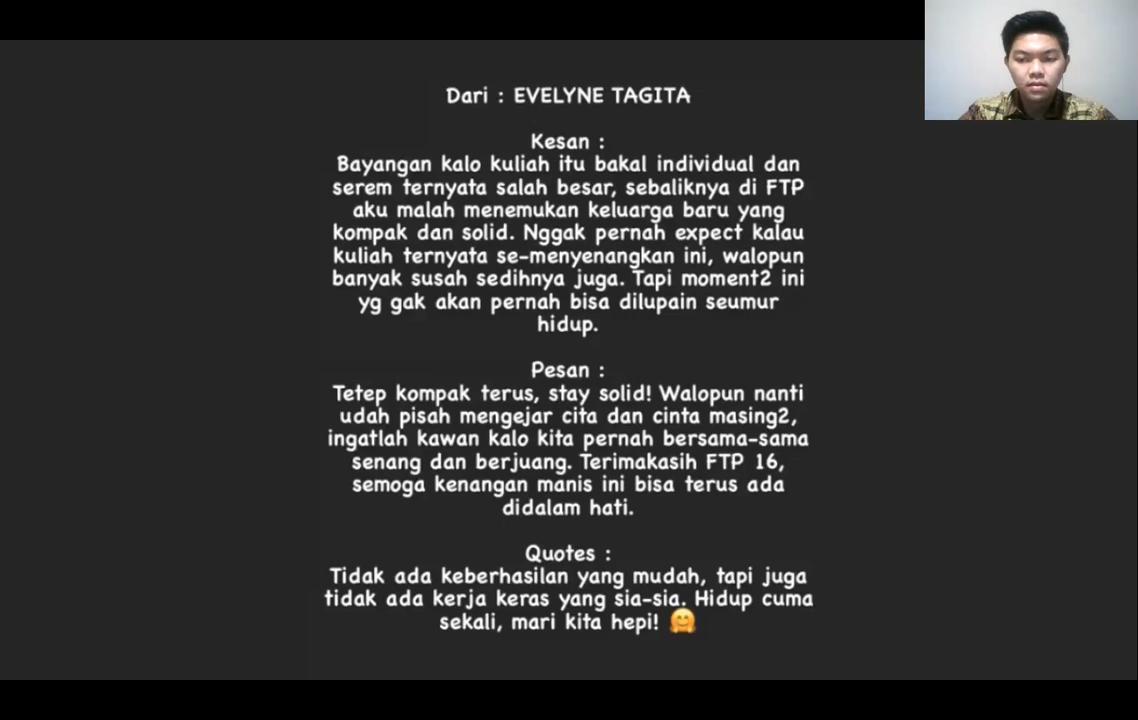 Dari : EVELYNE TAGITA
Kesan :
Bayangan kalo kuliah itu bakal individual dan
serem ternyata salah besar, sebaliknya di FTP
aku malah menemukan keluarga baru yang
kompak dan solid. Nggak pernah expect kalau
kuliah ternyata se-menyenangkan ini, walopun
banyak susah sedihnya juga. Tapi moment2 ini
yg gak akan pernah bisa dilupain seumur
hidup.
Pesan :
Tetep kompak terus, stay solid! Walopun nanti
udah pisah mengejar cita dan cinta masing2,
ingatlah kawan kalo kita pernah bersama-sama
senang dan berjuang. Terimakasih FTP 16,
semoga kenangan manis ini bisa terus ada
didalam hati.
Quotes :
Tidak ada keberhasilan yang mudah, tapi juga
tidak ada kerja keras yang sia-sia. Hidup cuma
sekali, mari kita hepi! 🤗